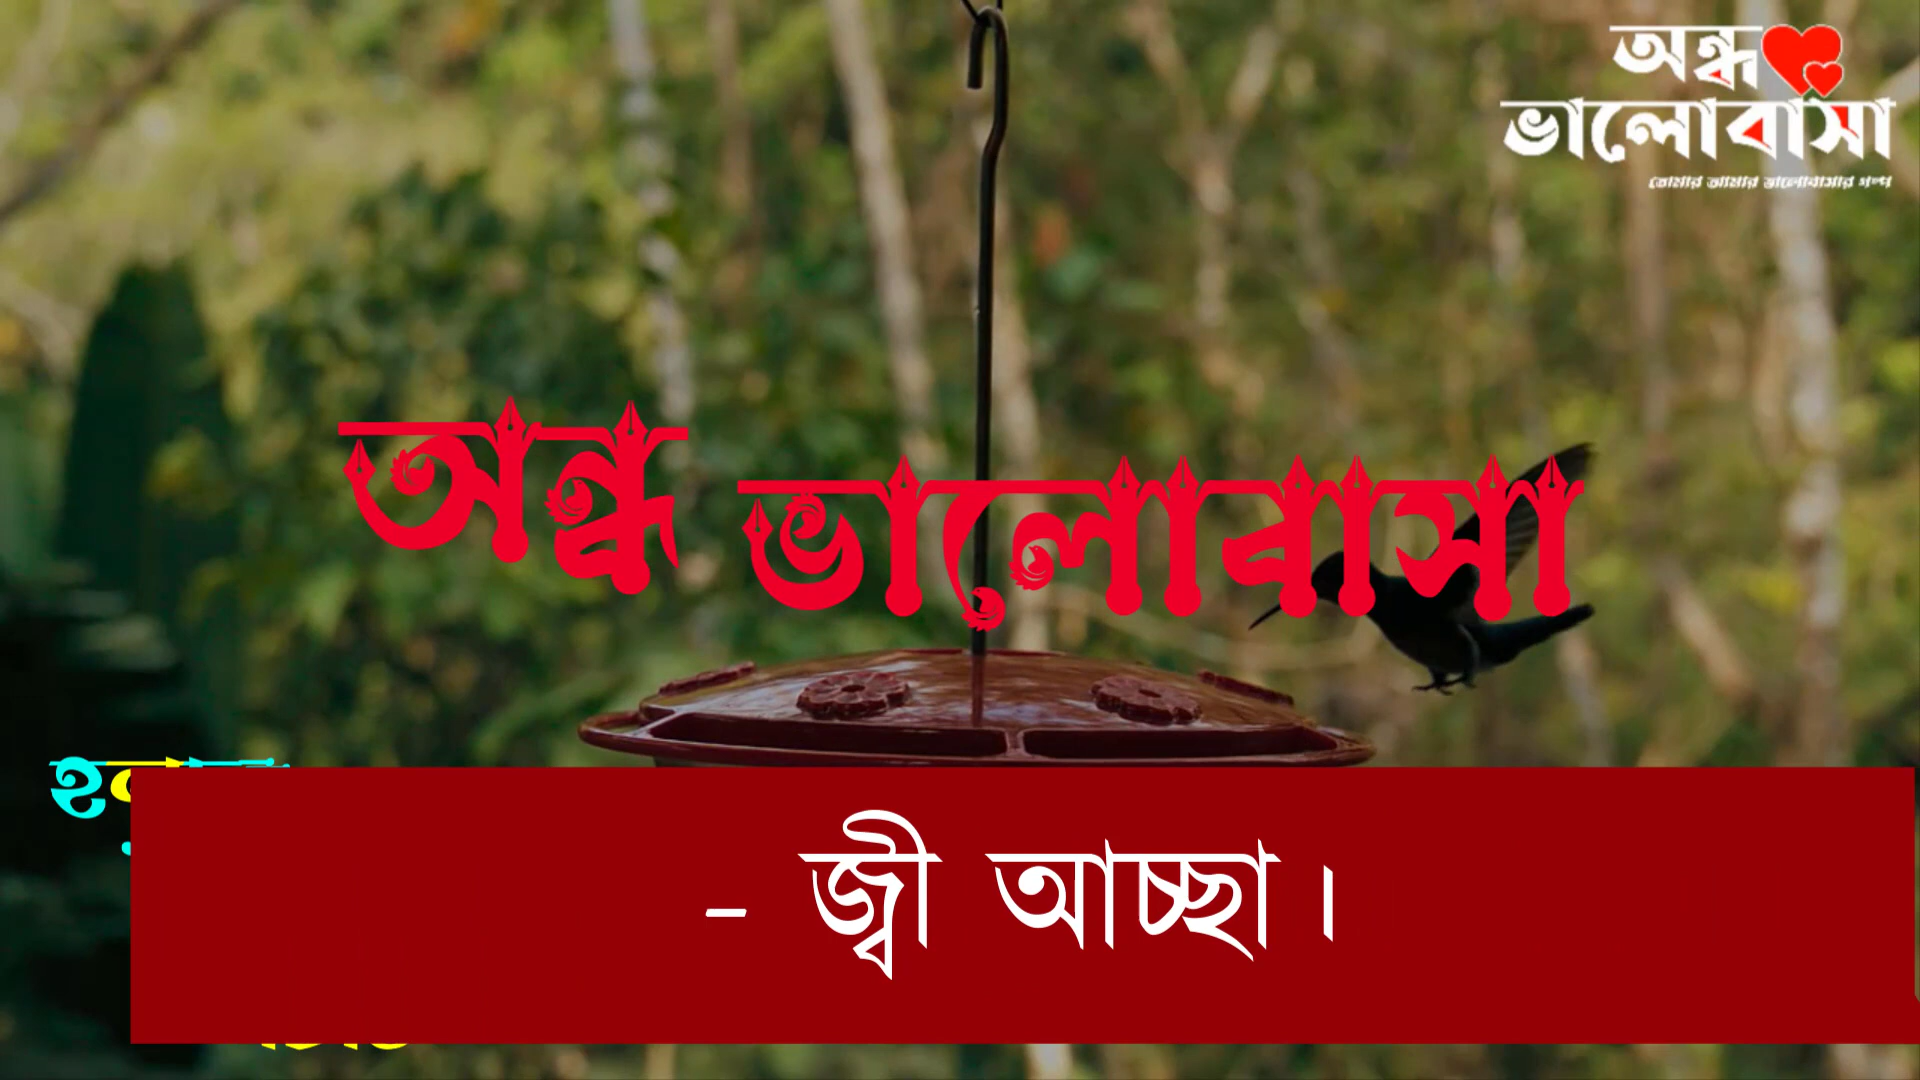 অন্ধ
ভালোবাসা
তোমার আমার ভালোবাসার গল্প
অন্ধ ভালোবাসা
- জ্বী আচ্ছা।